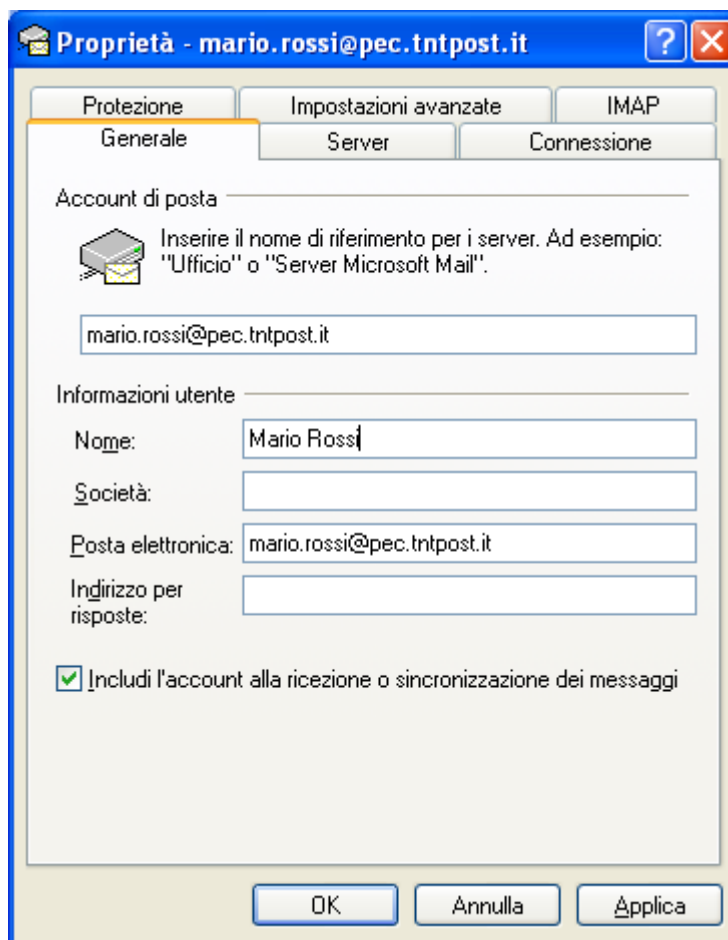 Proprietà - mario.rossi@pec.tntpost.it
Protezione
Impostazioni avanzate
IMAP
Generale
Server
Connessione
Account di posta
Inserire il nome di riferimento per i server. Ad esempio:
"Ufficio" o "Server Microsoft Mail".
mario.rossi@pec.tntpost.it
Informazioni utente
Nome: Mario Rossi
Società:
Posta elettronica: mario.rossi@pec.tntpost.it
Indirizzo per
risposte:
Includi l'account alla ricezione o sincronizzazione dei messaggi
OK
Annulla
Applica